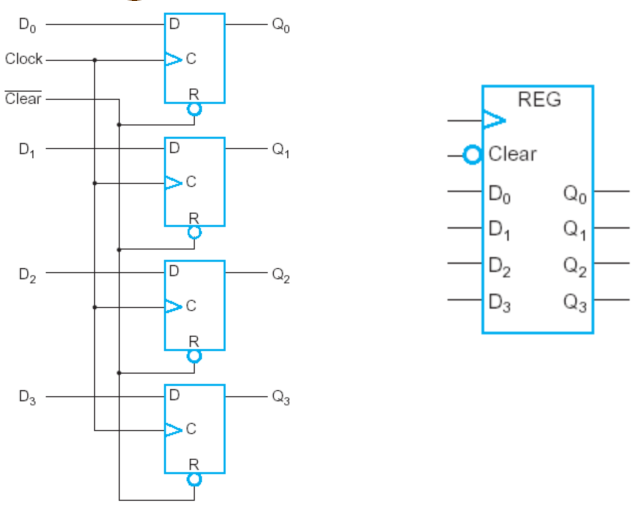 D₀ D Q₀
Clock C
C̅l̅e̅a̅r̅
R
D₁ D Q₁
C
R
D₂ D Q₂
C
R
D₃ D Q₃
C
R
REG
Clear
D₀ Q₀
D₁ Q₁
D₂ Q₂
D₃ Q₃